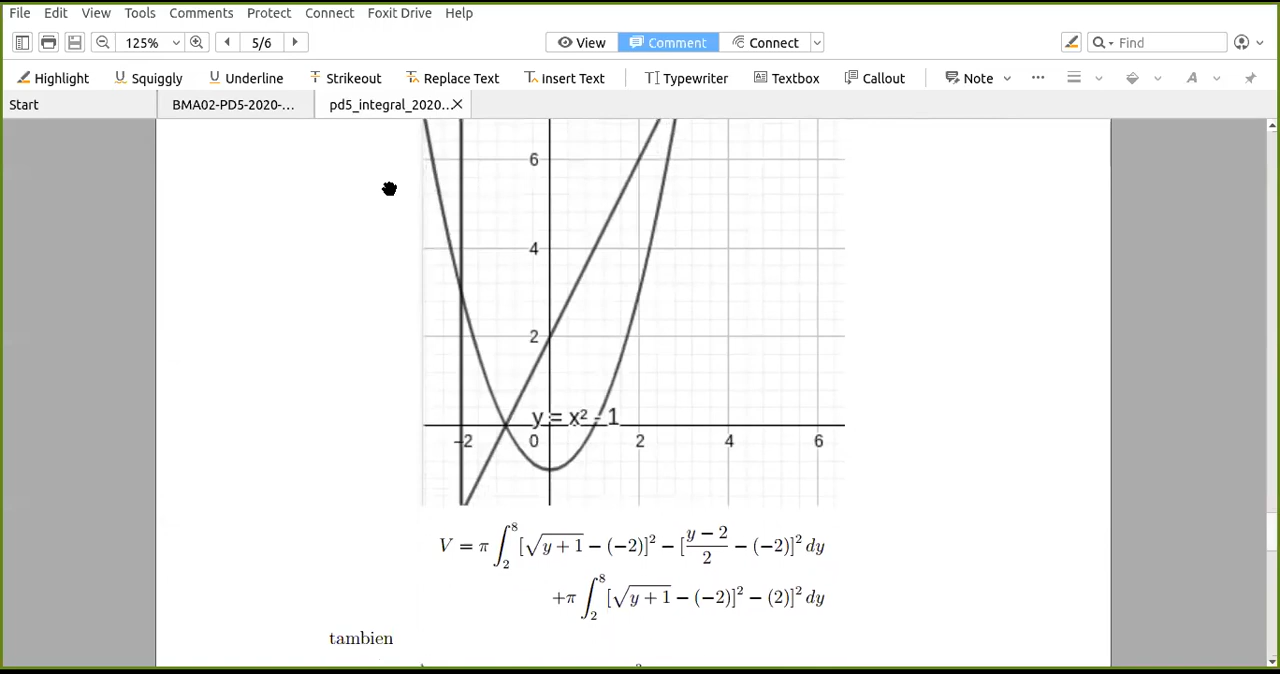 File Edit View Tools Comments Protect Connect Foxit Drive Help
125% 5/6 View Comment Connect Find
Highlight Squiggly Underline Strikeout Replace Text Insert Text Typewriter Textbox Callout Note ... A
Start BMA02-PD5-2020-... pd5_integral_2020...
6
4
2
y = x² - 1
-2 0 2 4 6
V = π ∫₂⁸ [√(y + 1) − (−2)]² − [(y − 2)/2 − (−2)]² dy
+π ∫₂⁸ [√(y + 1) − (−2)]² − (2)]² dy
tambien